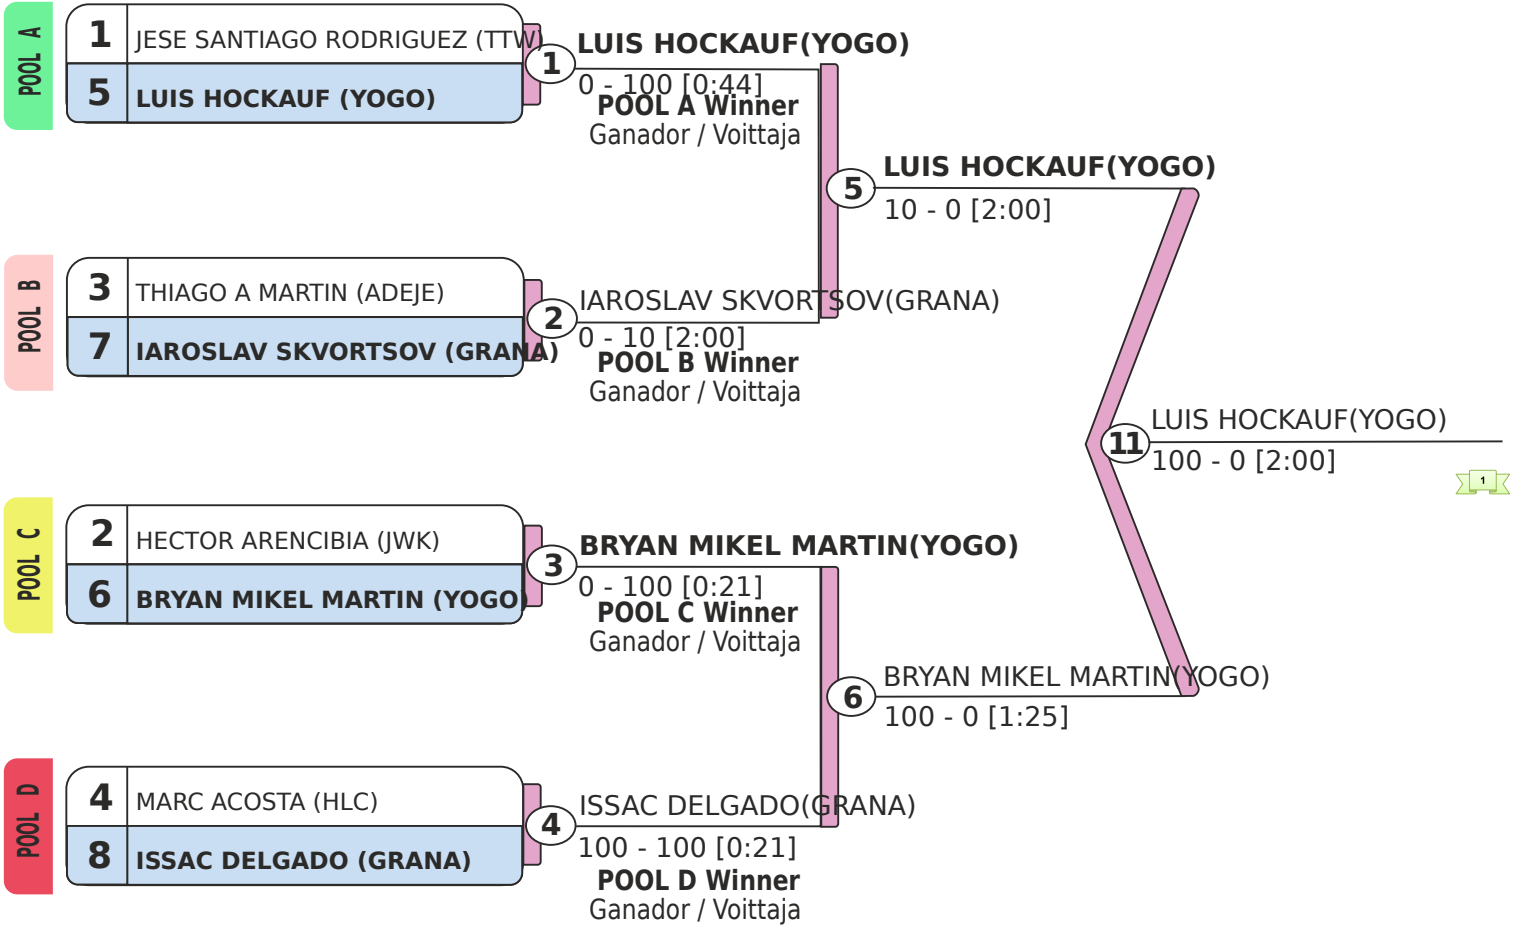 POOL A
1 JESE SANTIAGO RODRIGUEZ (TTW)
5 LUIS HOCKAUF (YOGO)
1
LUIS HOCKAUF(YOGO)
0 - 100 [0:44]
POOL A Winner
Ganador / Voittaja
5
LUIS HOCKAUF(YOGO)
10 - 0 [2:00]
POOL B
3 THIAGO A MARTIN (ADEJE)
7 IAROSLAV SKVORTSOV (GRANA)
2
IAROSLAV SKVORTSOV(GRANA)
0 - 10 [2:00]
POOL B Winner
Ganador / Voittaja
11
LUIS HOCKAUF(YOGO)
100 - 0 [2:00]
1
POOL C
2 HECTOR ARENCIBIA (JWK)
6 BRYAN MIKEL MARTIN (YOGO)
3
BRYAN MIKEL MARTIN(YOGO)
0 - 100 [0:21]
POOL C Winner
Ganador / Voittaja
6
BRYAN MIKEL MARTIN(YOGO)
100 - 0 [1:25]
POOL D
4 MARC ACOSTA (HLC)
8 ISSAC DELGADO (GRANA)
4
ISSAC DELGADO(GRANA)
100 - 100 [0:21]
POOL D Winner
Ganador / Voittaja